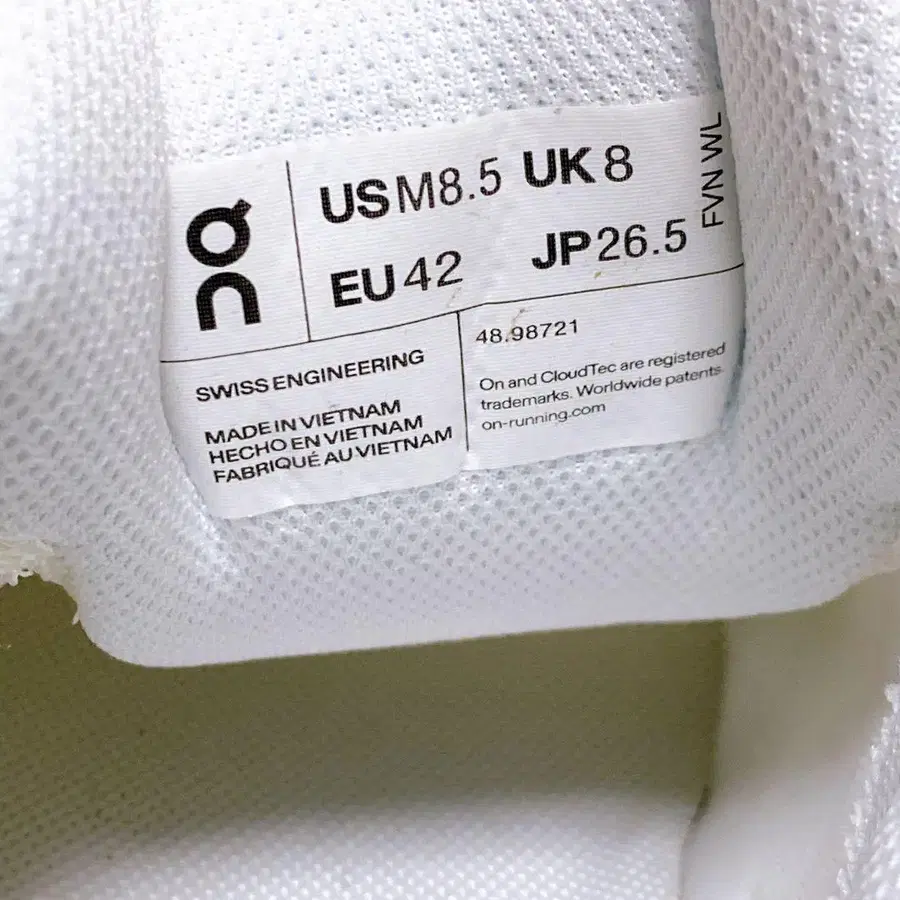 On
US M8.5 UK 8
EU 42 JP 26.5
FVN WL
SWISS ENGINEERING
MADE IN VIETNAM
HECHO EN VIETNAM
FABRIQUÉ AU VIETNAM
48.98721
On and CloudTec are registered
trademarks. Worldwide patents
on-running.com